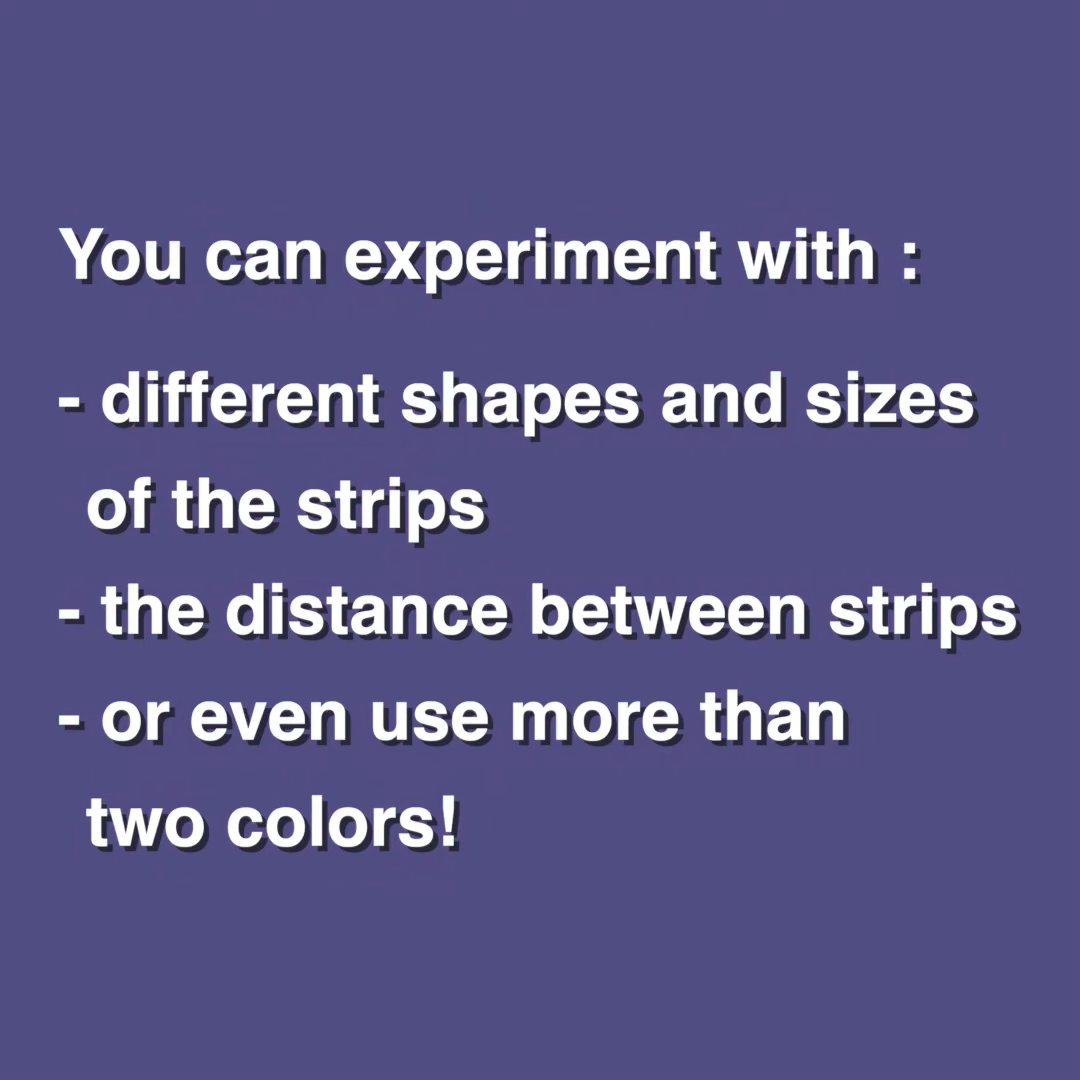 You can experiment with :
- different shapes and sizes
of the strips
- the distance between strips
- or even use more than
two colors!